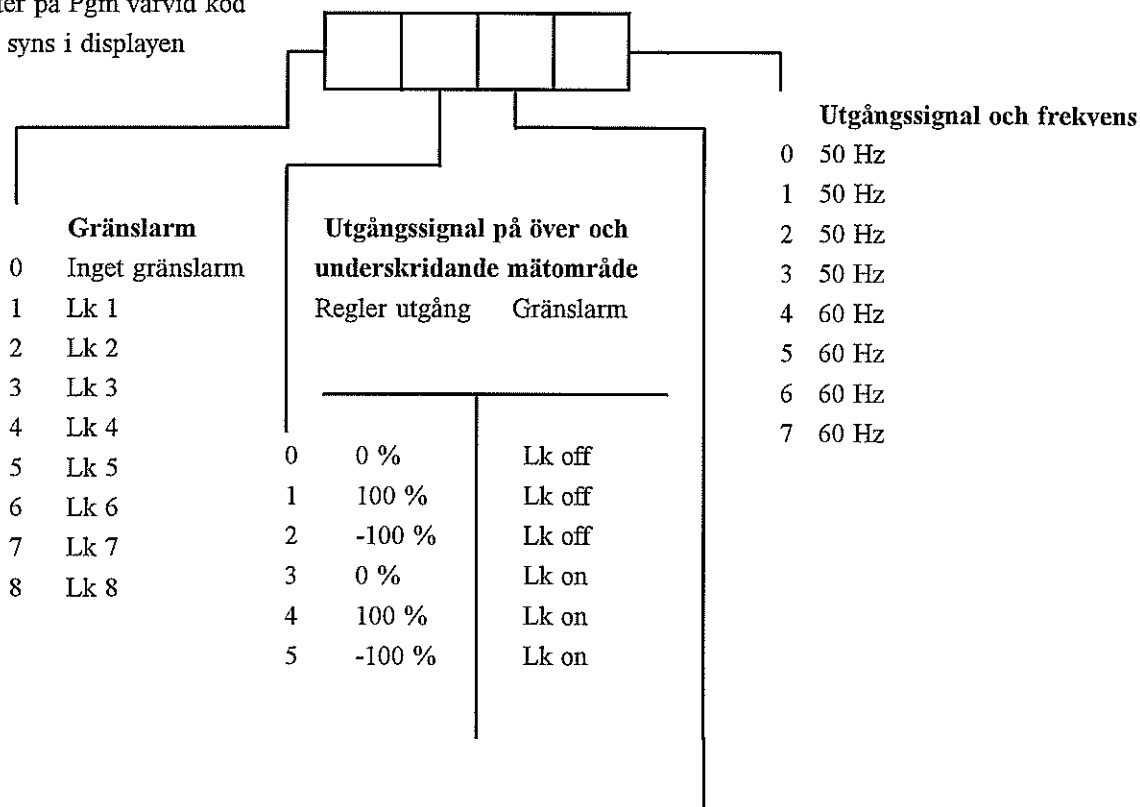 på Pgm varvid kod
syns i displayen
Utgångssignal och frekvens
0 50 Hz
1 50 Hz
2 50 Hz
3 50 Hz
4 60 Hz
5 60 Hz
6 60 Hz
7 60 Hz
Gränslarm
0 Inget gränslarm
1 Lk 1
2 Lk 2
3 Lk 3
4 Lk 4
5 Lk 5
6 Lk 6
7 Lk 7
8 Lk 8
Utgångssignal på över och
underskridande mätområde
Regler utgång Gränslarm
0 0 % Lk off
1 100 % Lk off
2 -100 % Lk off
3 0 % Lk on
4 100 % Lk on
5 -100 % Lk on